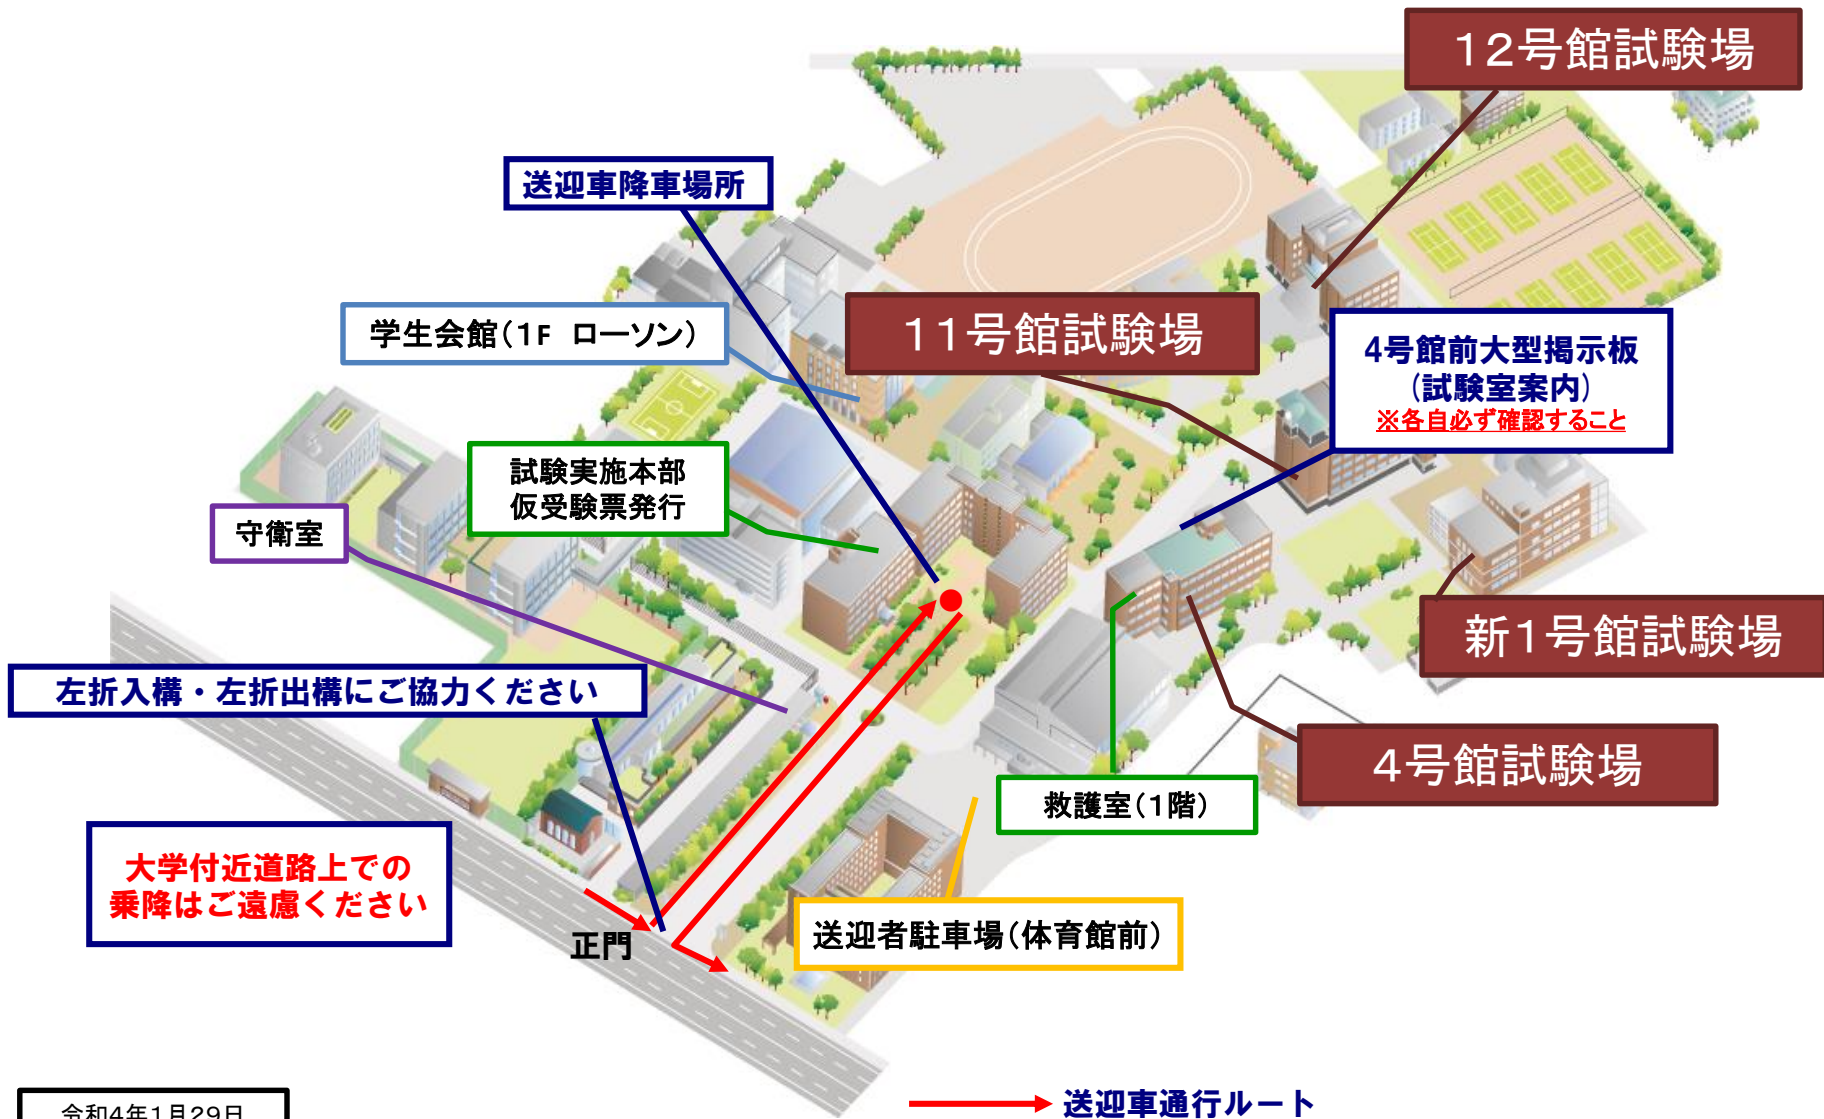 12号館試験場
送迎車降車場所
学生会館(1F ローソン)
11号館試験場
4号館前大型掲示板
(試験室案内)
※各自必ず確認すること
試験実施本部
仮受験票発行
守衛室
新1号館試験場
左折入構・左折出構にご協力ください
4号館試験場
救護室(1階)
大学付近道路上での
乗降はご遠慮ください
正門
送迎者駐車場(体育館前)
送迎車通行ルート
令和4年1月29日